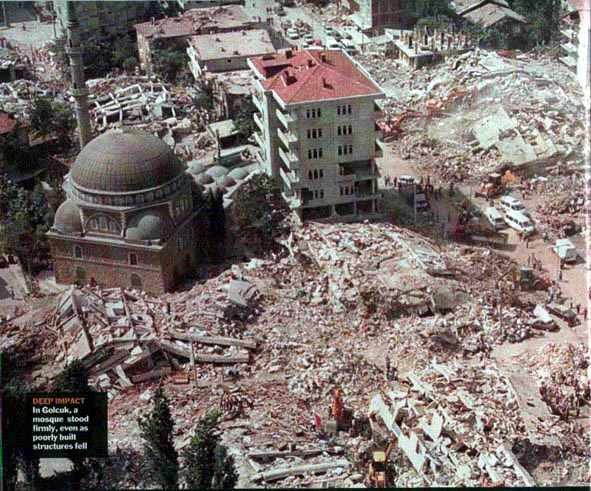 DEEP IMPACT
In Golcuk, a
mosque stood
firmly, even as
poorly built
structures fell